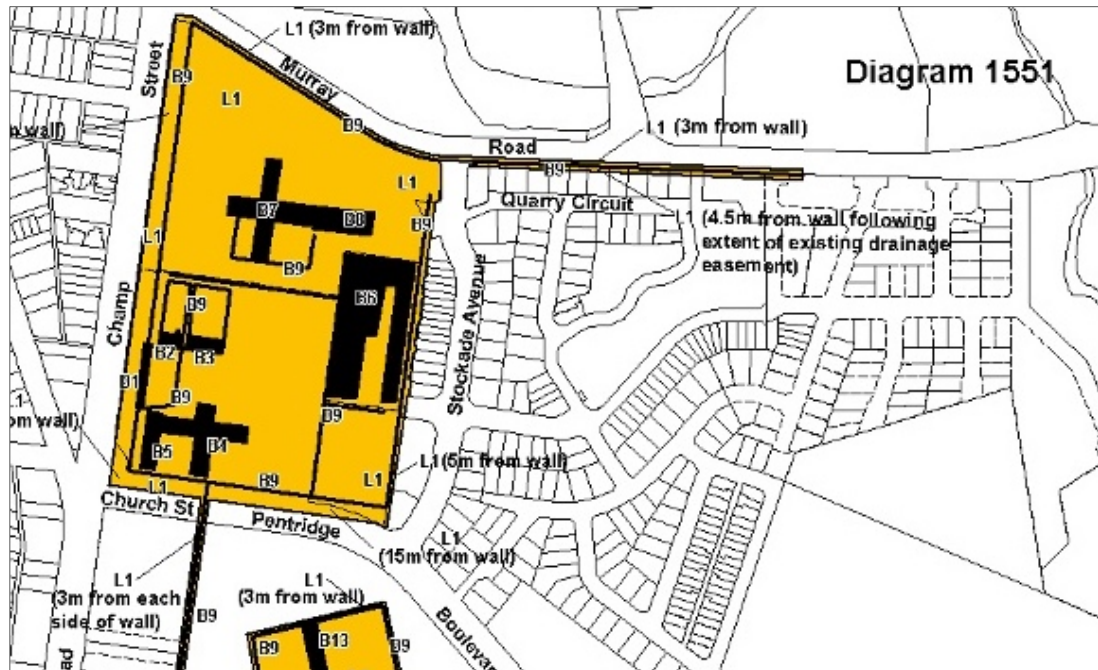 L1 (3m from wall)
Diagram 1551
Street
B9
Murray
L1
B9
L1 (3m from wall)
Road
m wall)
B9
L1
Quarry Circuit
B7
B8
B9
L1 (4.5m from wall following
extent of existing drainage
easement)
L1
B9
Champ
B9
B6
Stockade Avenue
B2
B3
B9
B9
om wall)
B4
B5
L1
B9
L1
L1 (5m from wall)
Church St
Pentridge
L1
(15m from wall)
L1
(3m from each
side of wall)
L1
(3m from wall)
B9
B9
B13
B9
Boulevar
ad